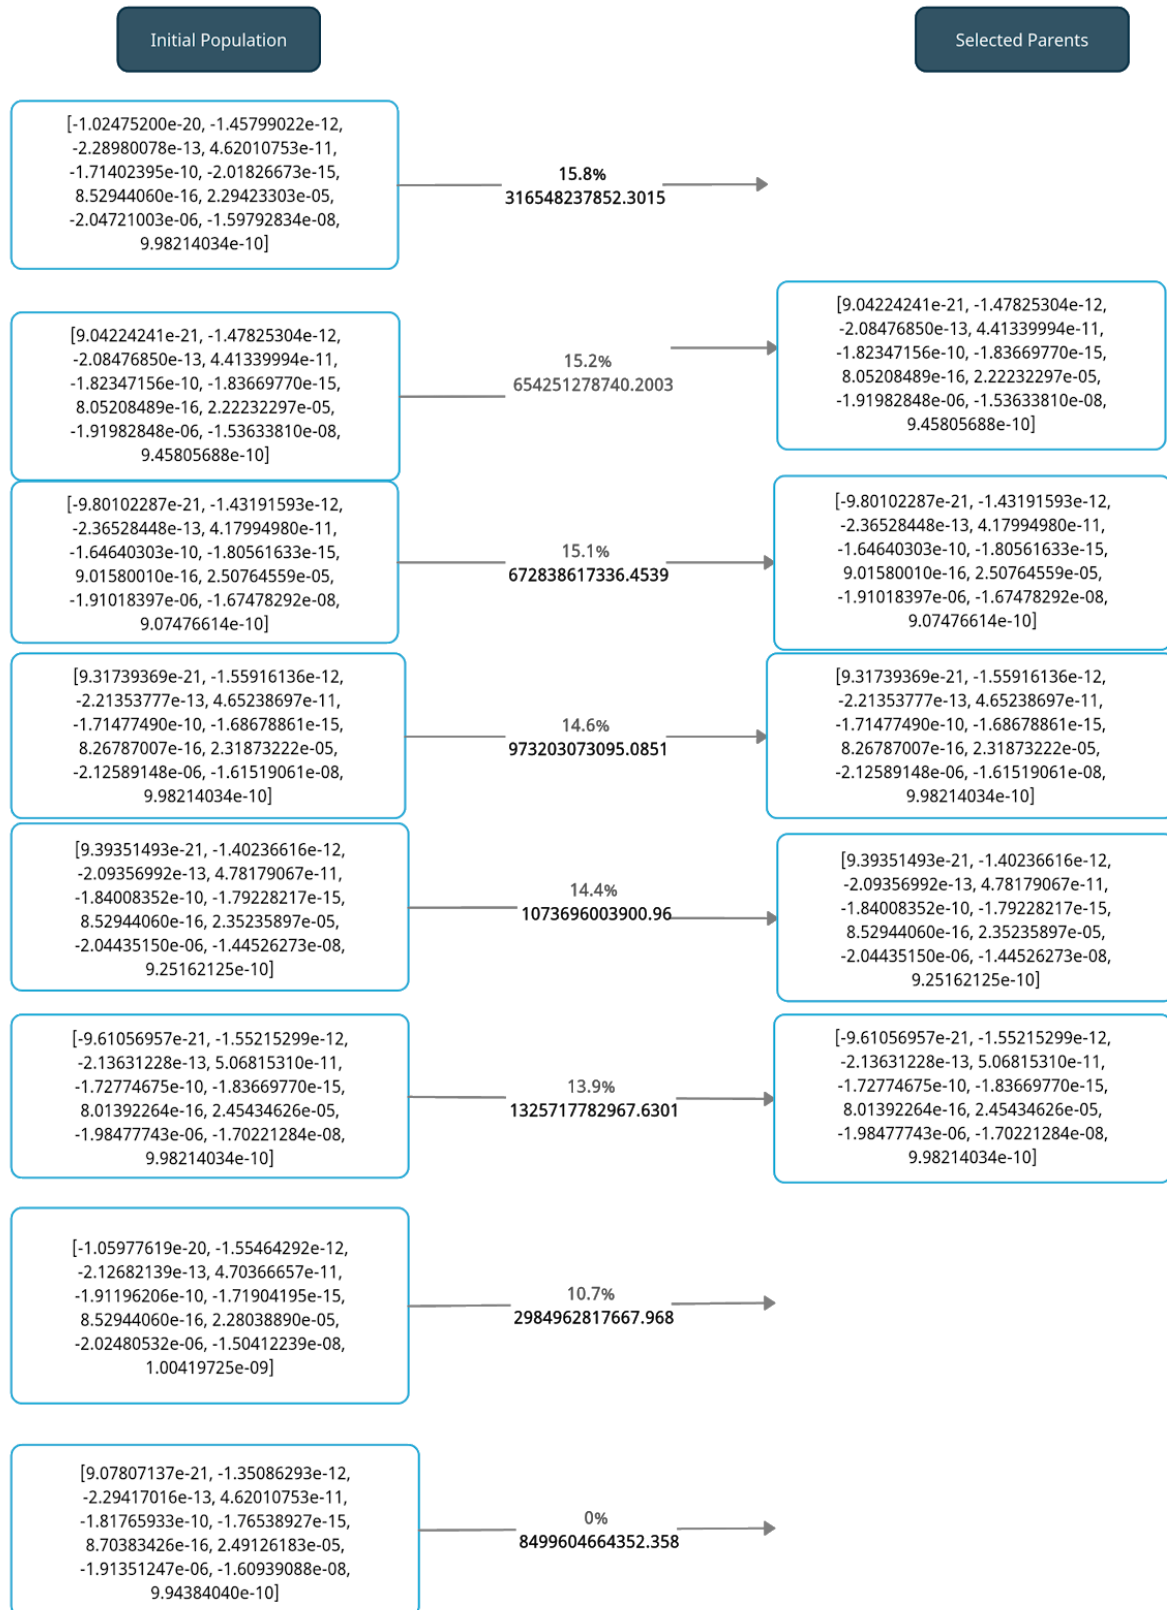 Initial Population
Selected Parents
[-1.02475200e-20, -1.45799022e-12,
-2.28980078e-13, 4.62010753e-11,
-1.71402395e-10, -2.01826673e-15,
8.52944060e-16, 2.29423303e-05,
-2.04721003e-06, -1.59792834e-08,
9.98214034e-10]
15.8%
316548237852.3015
[9.04224241e-21, -1.47825304e-12,
-2.08476850e-13, 4.41339994e-11,
-1.82347156e-10, -1.83669770e-15,
8.05208489e-16, 2.22232297e-05,
-1.91982848e-06, -1.53633810e-08,
9.45805688e-10]
15.2%
654251278740.2003
[9.04224241e-21, -1.47825304e-12,
-2.08476850e-13, 4.41339994e-11,
-1.82347156e-10, -1.83669770e-15,
8.05208489e-16, 2.22232297e-05,
-1.91982848e-06, -1.53633810e-08,
9.45805688e-10]
[-9.80102287e-21, -1.43191593e-12,
-2.36528448e-13, 4.17994980e-11,
-1.64640303e-10, -1.80561633e-15,
9.01580010e-16, 2.50764559e-05,
-1.91018397e-06, -1.67478292e-08,
9.07476614e-10]
15.1%
672838617336.4539
[-9.80102287e-21, -1.43191593e-12,
-2.36528448e-13, 4.17994980e-11,
-1.64640303e-10, -1.80561633e-15,
9.01580010e-16, 2.50764559e-05,
-1.91018397e-06, -1.67478292e-08,
9.07476614e-10]
[9.31739369e-21, -1.55916136e-12,
-2.21353777e-13, 4.65238697e-11,
-1.71477490e-10, -1.68678861e-15,
8.26787007e-16, 2.31873222e-05,
-2.12589148e-06, -1.61519061e-08,
9.98214034e-10]
14.6%
973203073095.0851
[9.31739369e-21, -1.55916136e-12,
-2.21353777e-13, 4.65238697e-11,
-1.71477490e-10, -1.68678861e-15,
8.26787007e-16, 2.31873222e-05,
-2.12589148e-06, -1.61519061e-08,
9.98214034e-10]
[9.39351493e-21, -1.40236616e-12,
-2.09356992e-13, 4.78179067e-11,
-1.84008352e-10, -1.79228217e-15,
8.52944060e-16, 2.35235897e-05,
-2.04435150e-06, -1.44526273e-08,
9.25162125e-10]
14.4%
1073696003900.96
[9.39351493e-21, -1.40236616e-12,
-2.09356992e-13, 4.78179067e-11,
-1.84008352e-10, -1.79228217e-15,
8.52944060e-16, 2.35235897e-05,
-2.04435150e-06, -1.44526273e-08,
9.25162125e-10]
[-9.61056957e-21, -1.55215299e-12,
-2.13631228e-13, 5.06815310e-11,
-1.72774675e-10, -1.83669770e-15,
8.01392264e-16, 2.45434626e-05,
-1.98477743e-06, -1.70221284e-08,
9.98214034e-10]
13.9%
1325717782967.6301
[-9.61056957e-21, -1.55215299e-12,
-2.13631228e-13, 5.06815310e-11,
-1.72774675e-10, -1.83669770e-15,
8.01392264e-16, 2.45434626e-05,
-1.98477743e-06, -1.70221284e-08,
9.98214034e-10]
[-1.05977619e-20, -1.55464292e-12,
-2.12682139e-13, 4.70366657e-11,
-1.91196206e-10, -1.71904195e-15,
8.52944060e-16, 2.28038890e-05,
-2.02480532e-06, -1.50412239e-08,
1.00419725e-09]
10.7%
2984962817667.968
[9.07807137e-21, -1.35086293e-12,
-2.29417016e-13, 4.62010753e-11,
-1.81765933e-10, -1.76538927e-15,
8.70383426e-16, 2.49126183e-05,
-1.91351247e-06, -1.60939088e-08,
9.94384040e-10]
0%
8499604664352.358